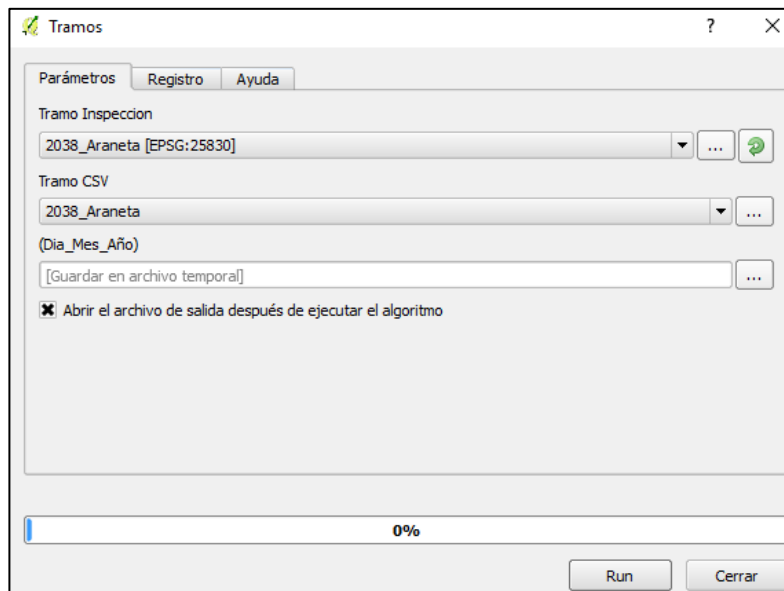 Tramos
Parámetros Registro Ayuda
Tramo Inspeccion
2038_Araneta [EPSG:25830]
...
Tramo CSV
2038_Araneta
...
(Dia_Mes_Año)
[Guardar en archivo temporal]
...
Abrir el archivo de salida después de ejecutar el algoritmo
0%
Run Cerrar